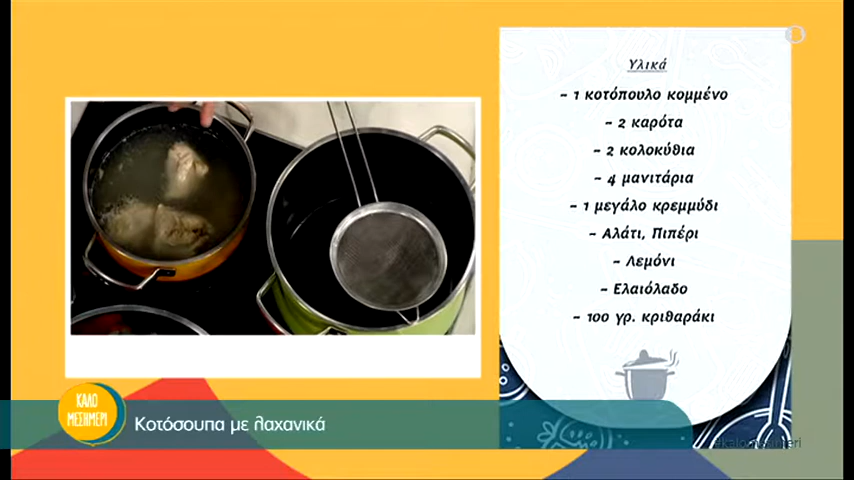 Υλικά
~ 1 κοτόπουλο κομμένο
~ 2 καρότα
~ 2 κολοκύθια
~ 4 μανιτάρια
~ 1 μεγάλο κρεμμύδι
~ Αλάτι, Πιπέρι
~ Λεμόνι
~ Ελαιόλαδο
~ 100 γρ. κριθαράκι
ΚΑΛΟ
ΜΕΣΗΜΕΡΙ
Κοτόσουπα με λαχανικά